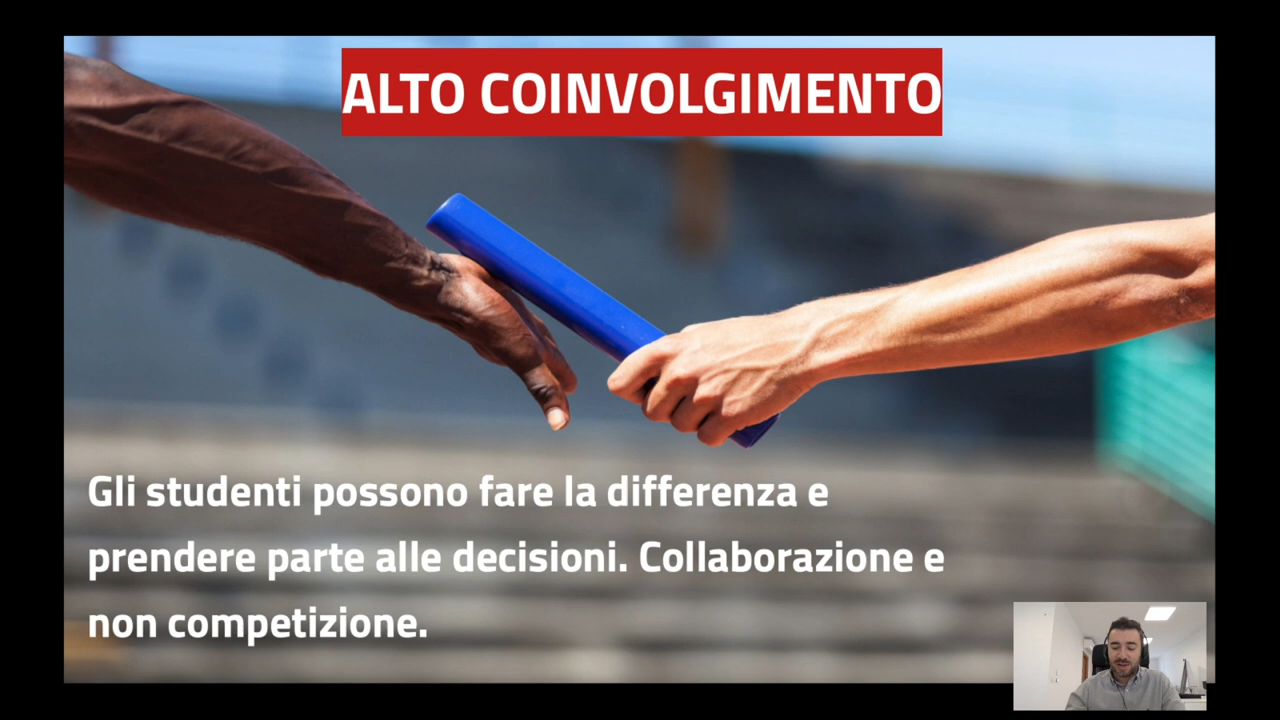 ALTO COINVOLGIMENTO
Gli studenti possono fare la differenza e
prendere parte alle decisioni. Collaborazione e
non competizione.